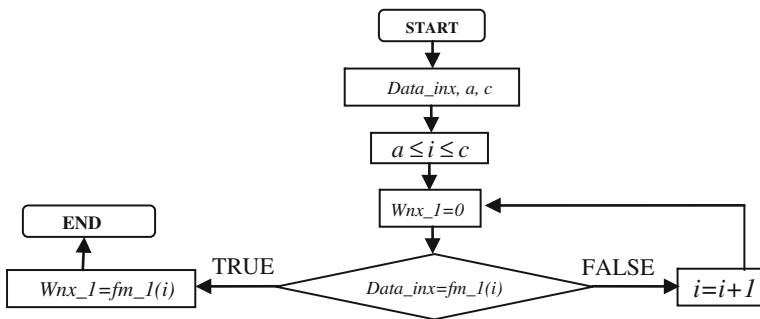 START
Data_inx, a, c
a ≤ i ≤ c
Wnx_1=0
END
TRUE
FALSE
Wnx_1=fm_1(i)
Data_inx=fm_1(i)
i=i+1